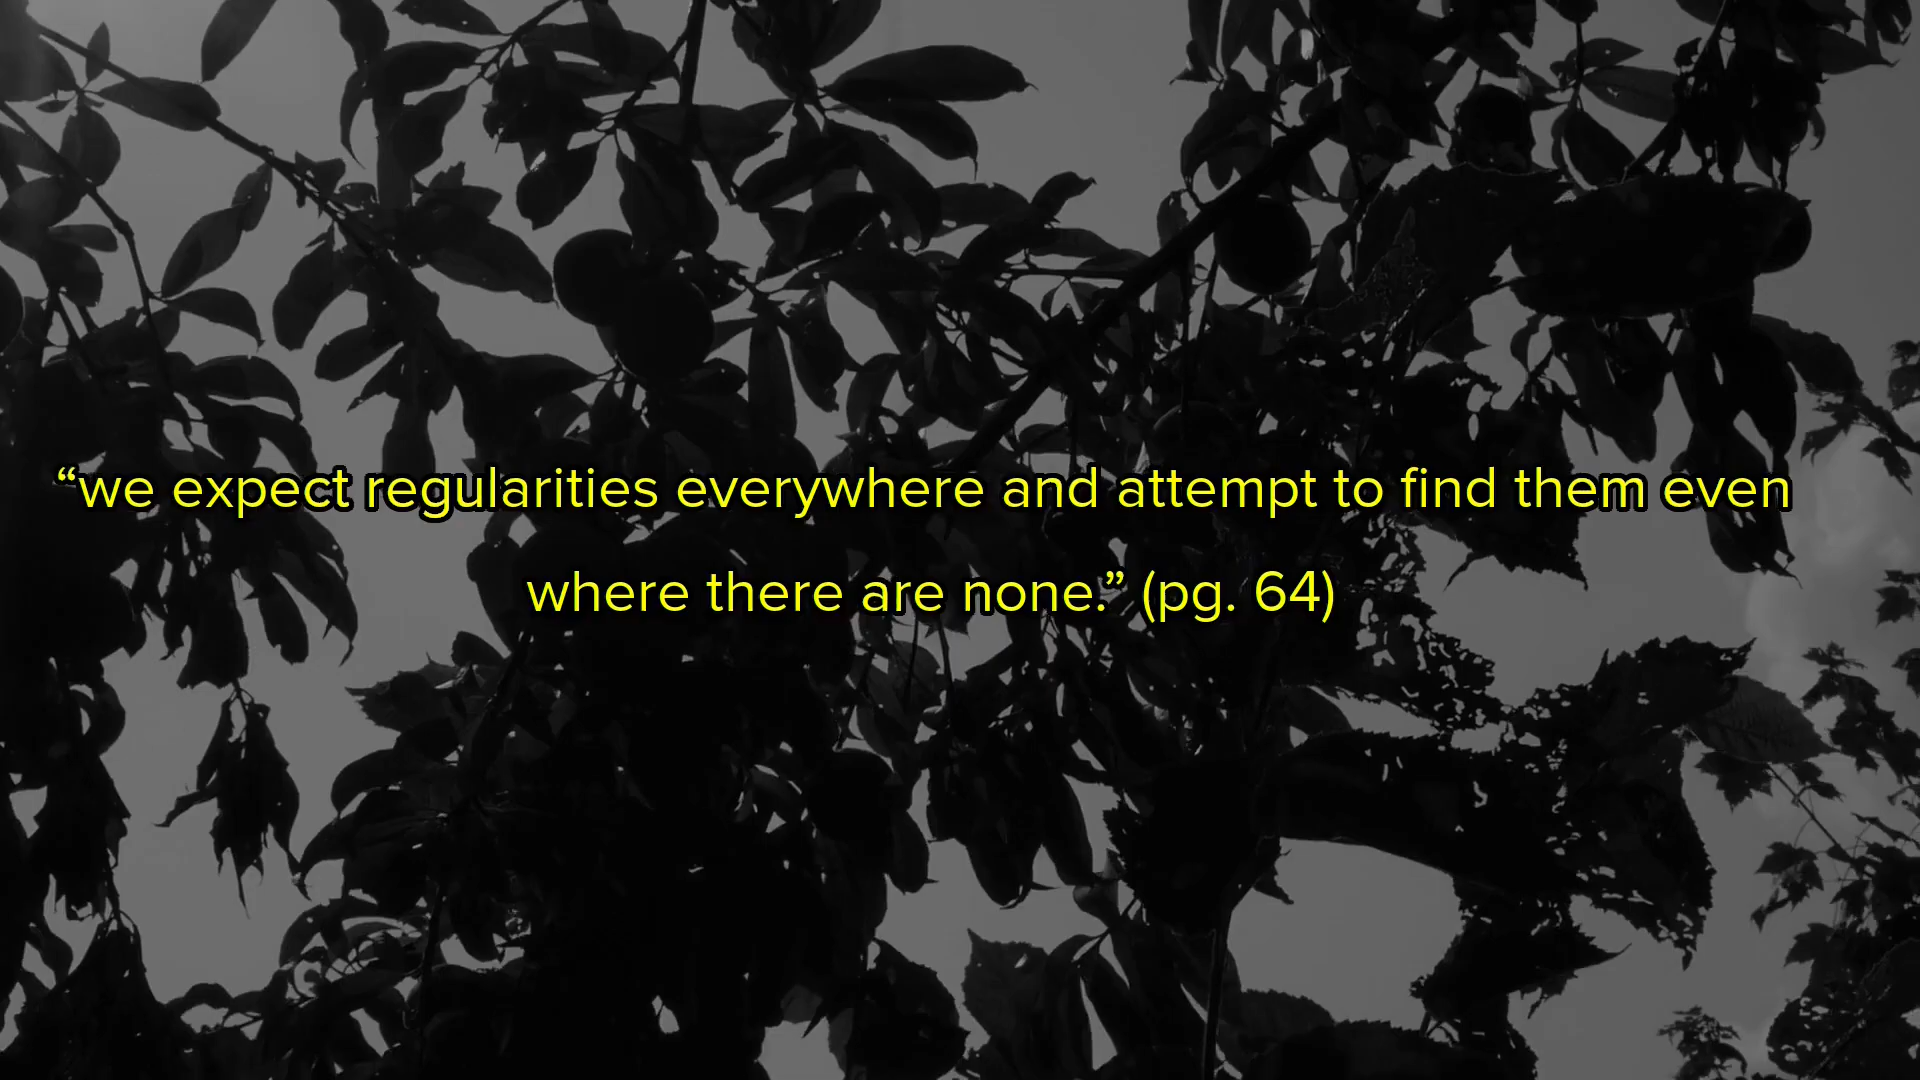 “we expect regularities everywhere and attempt to find them even
where there are none.” (pg. 64)